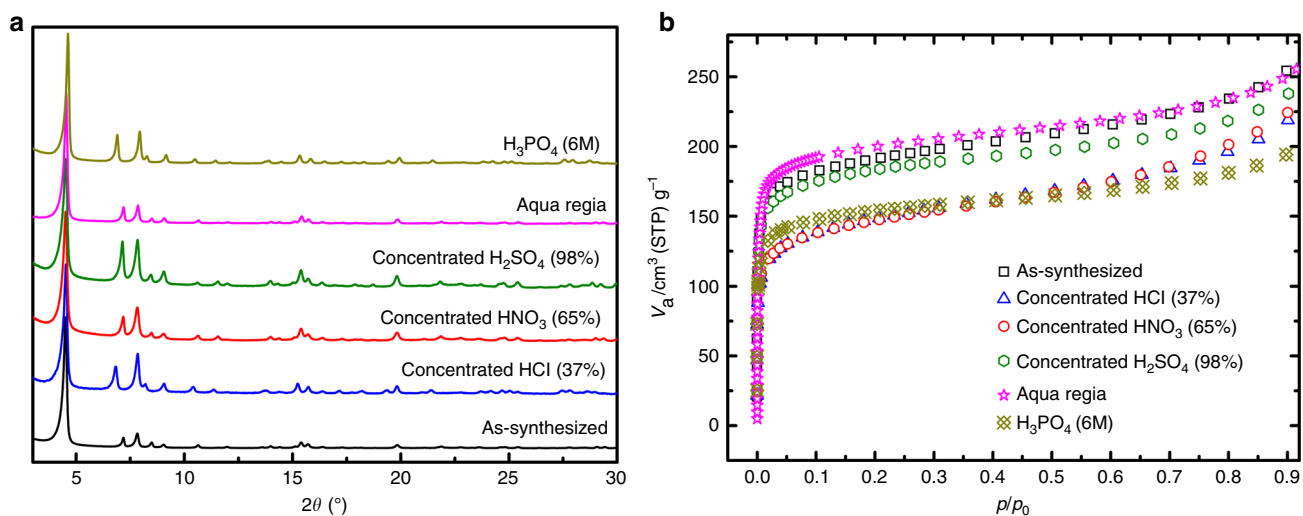 a
H₃PO₄ (6M)
Aqua regia
Concentrated H₂SO₄ (98%)
Concentrated HNO₃ (65%)
Concentrated HCl (37%)
As-synthesized
5 10 15 20 25 30
2θ (°)
b
250
200
150
100
50
0
Vₐ/cm³ (STP) g⁻¹
As-synthesized
Concentrated HCl (37%)
Concentrated HNO₃ (65%)
Concentrated H₂SO₄ (98%)
Aqua regia
H₃PO₄ (6M)
0.0 0.1 0.2 0.3 0.4 0.5 0.6 0.7 0.8 0.9
p/p₀